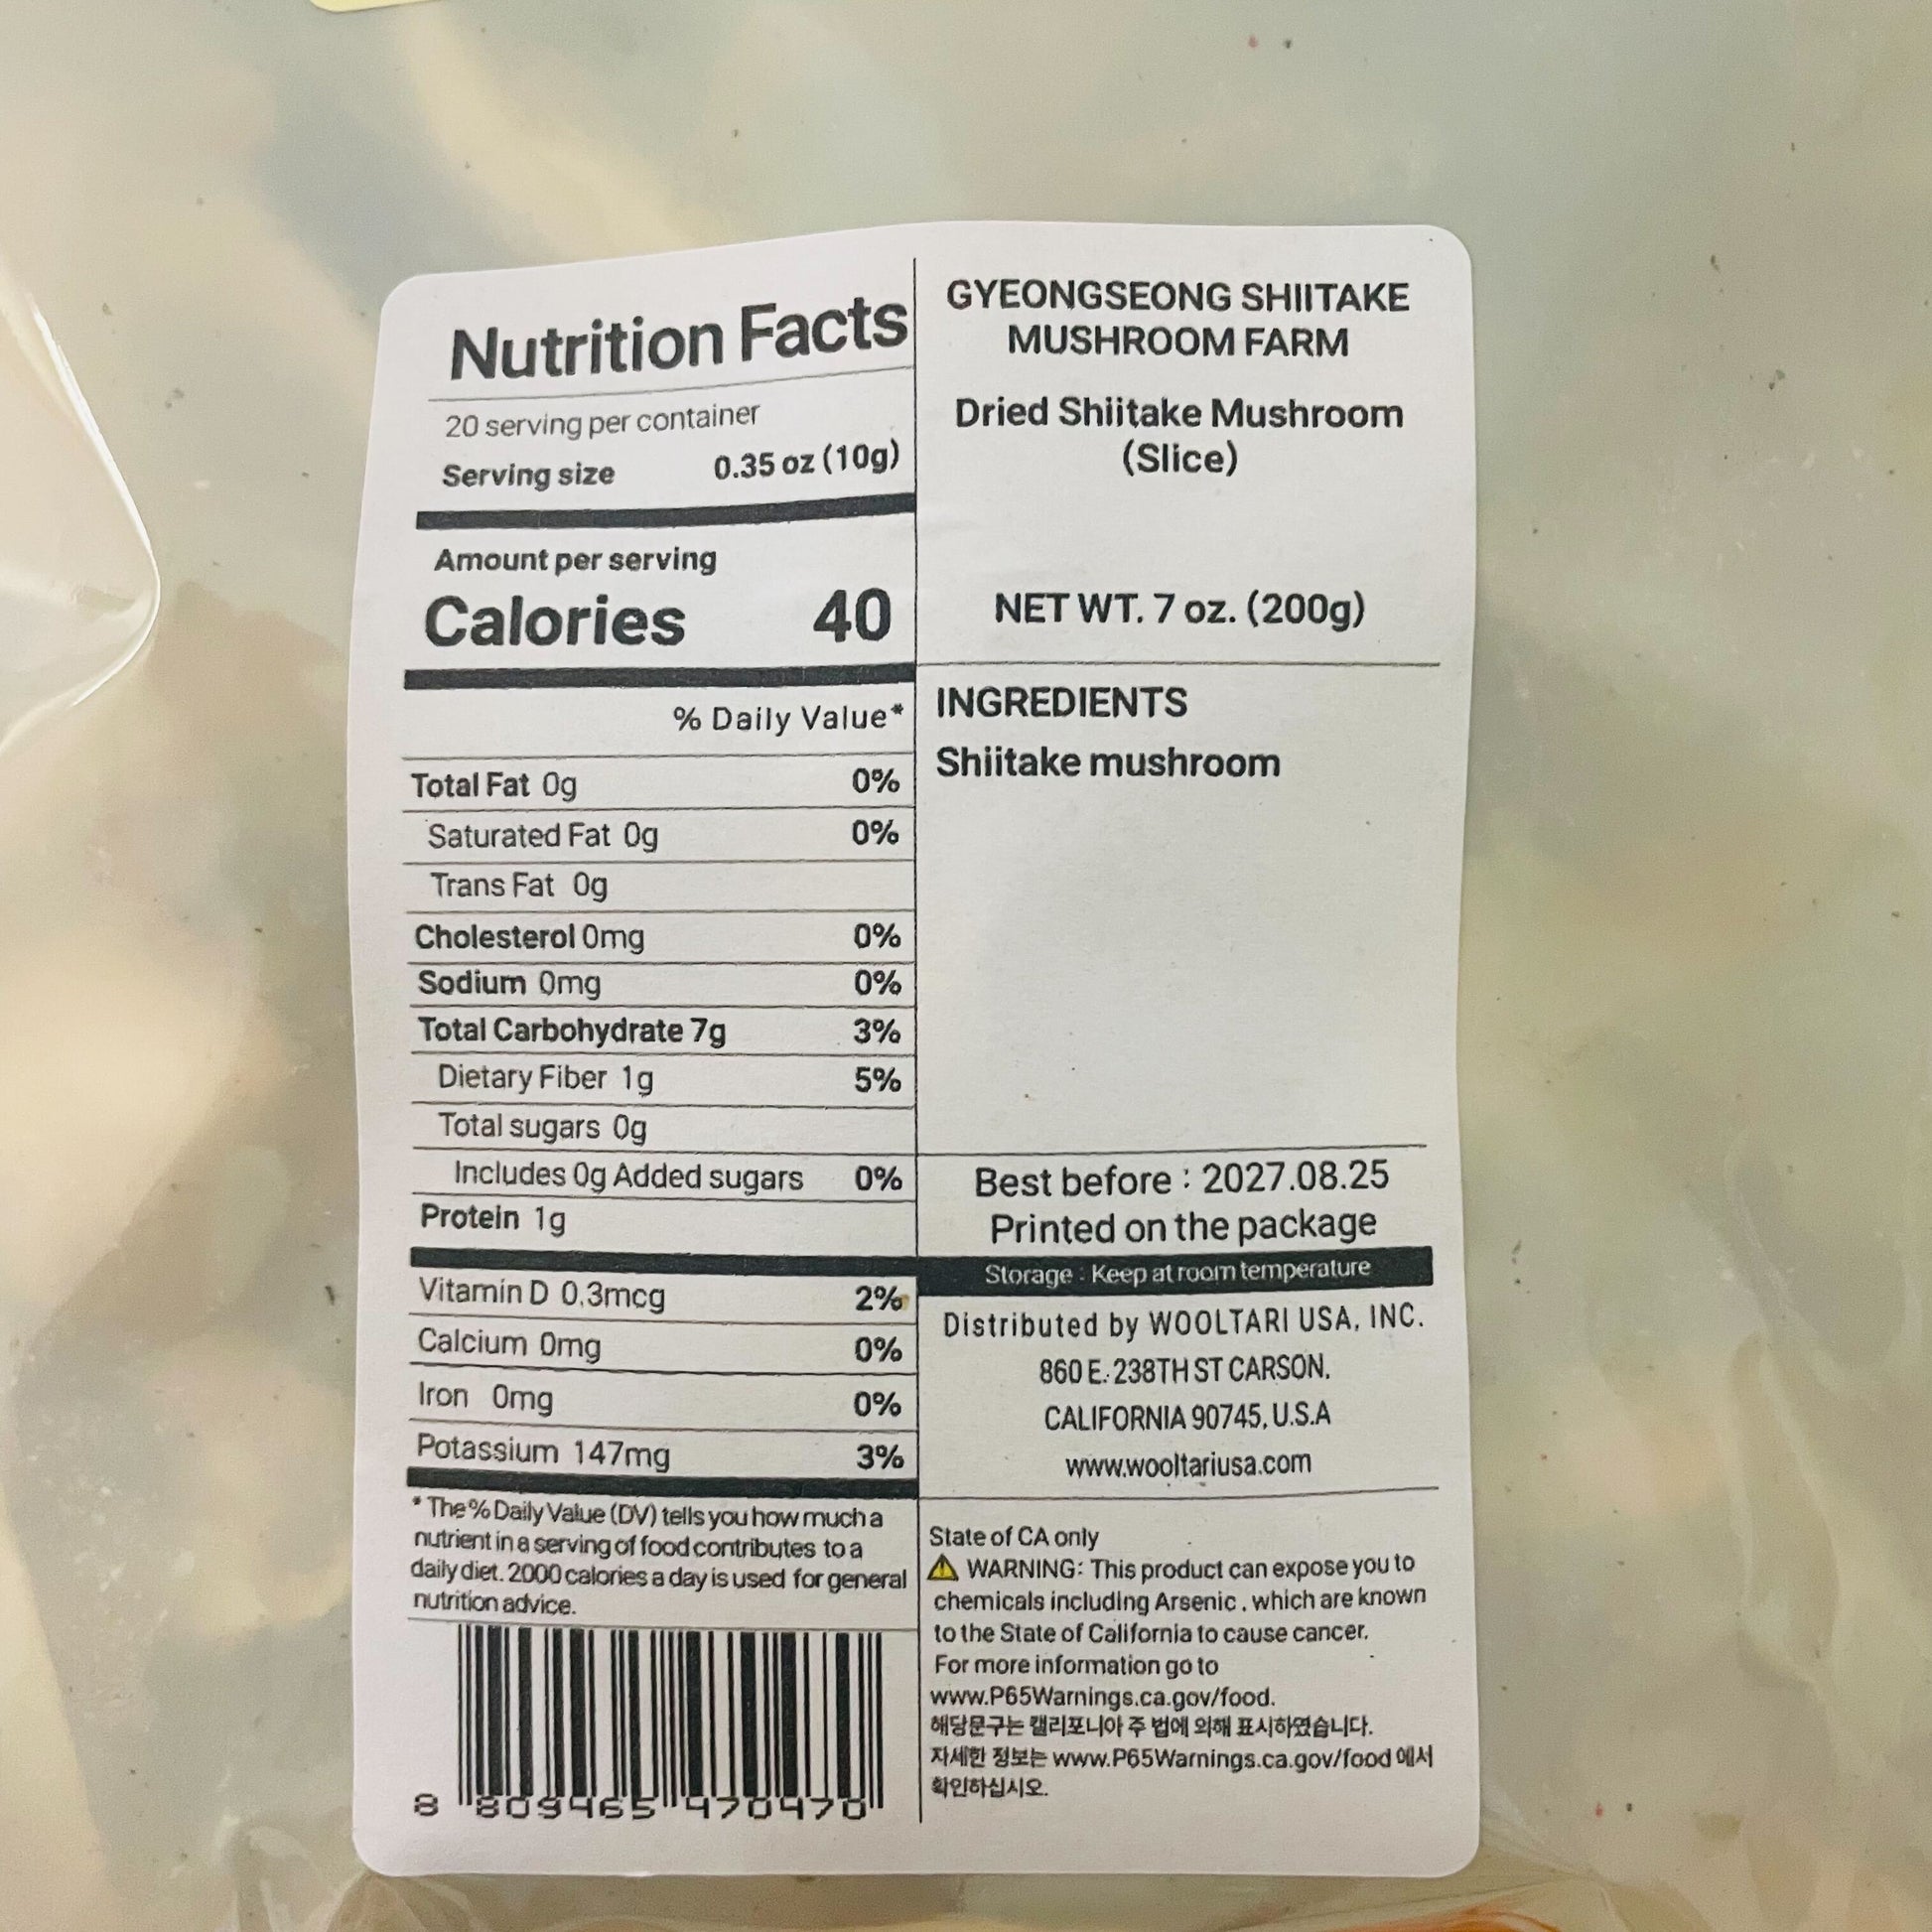 Nutrition Facts
20 serving per container
Serving size 0.35 oz (10g)
Amount per serving
Calories 40
% Daily Value*
Total Fat 0g 0%
Saturated Fat 0g 0%
Trans Fat 0g
Cholesterol 0mg 0%
Sodium 0mg 0%
Total Carbohydrate 7g 3%
Dietary Fiber 1g 5%
Total sugars 0g
Includes 0g Added sugars 0%
Protein 1g
Vitamin D 0.3mcg 2%
Calcium 0mg 0%
Iron 0mg 0%
Potassium 147mg 3%
* The % Daily Value (DV) tells you how much a
nutrient in a serving of food contributes to a
daily diet. 2000 calories a day is used for general
nutrition advice.
8 809465 470470
GYEONGSEONG SHIITAKE
MUSHROOM FARM
Dried Shiitake Mushroom
(Slice)
NET WT. 7 oz. (200g)
INGREDIENTS
Shiitake mushroom
Best before : 2027.08.25
Printed on the package
Storage : Keep at room temperature
Distributed by WOOLTARI USA, INC.
860 E. 238TH ST CARSON.
CALIFORNIA 90745, U.S.A
www.wooltariusa.com
State of CA only
⚠ WARNING: This product can expose you to
chemicals including Arsenic , which are known
to the State of California to cause cancer.
For more information go to
www.P65Warnings.ca.gov/food.
해당문구는 캘리포니아 주 법에 의해 표시하였습니다.
자세한 정보는 www.P65Warnings.ca.gov/food 에서
확인하십시오.